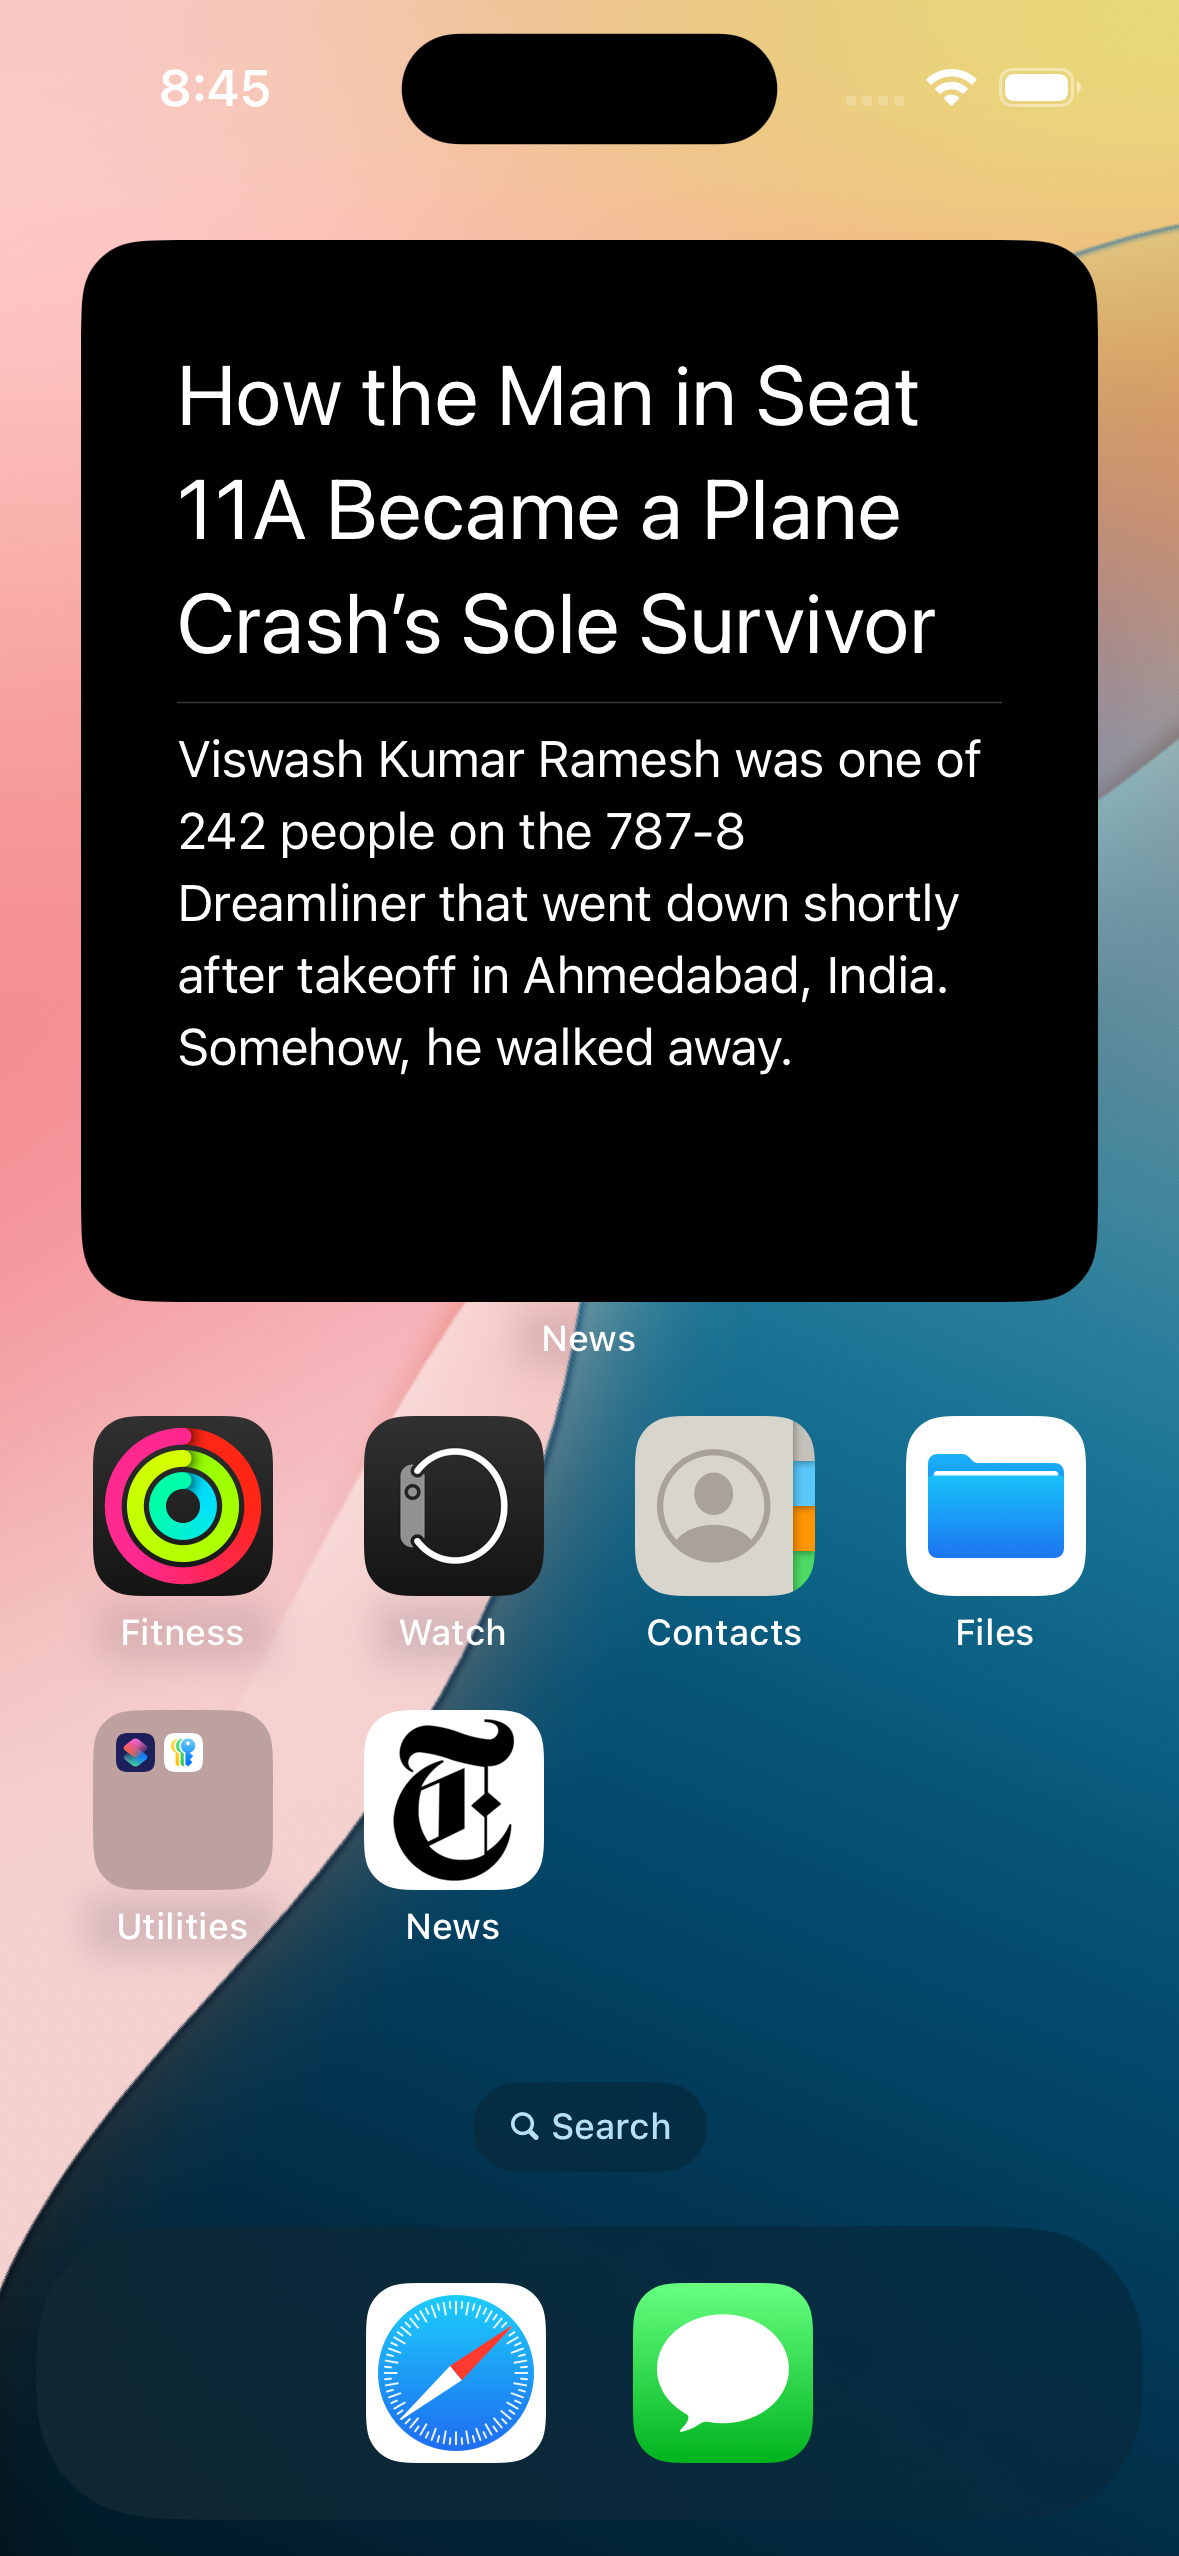 8:45
How the Man in Seat
11A Became a Plane
Crash’s Sole Survivor
Viswash Kumar Ramesh was one of
242 people on the 787-8
Dreamliner that went down shortly
after takeoff in Ahmedabad, India.
Somehow, he walked away.
News
Fitness
Watch
Contacts
Files
Utilities
News
Search